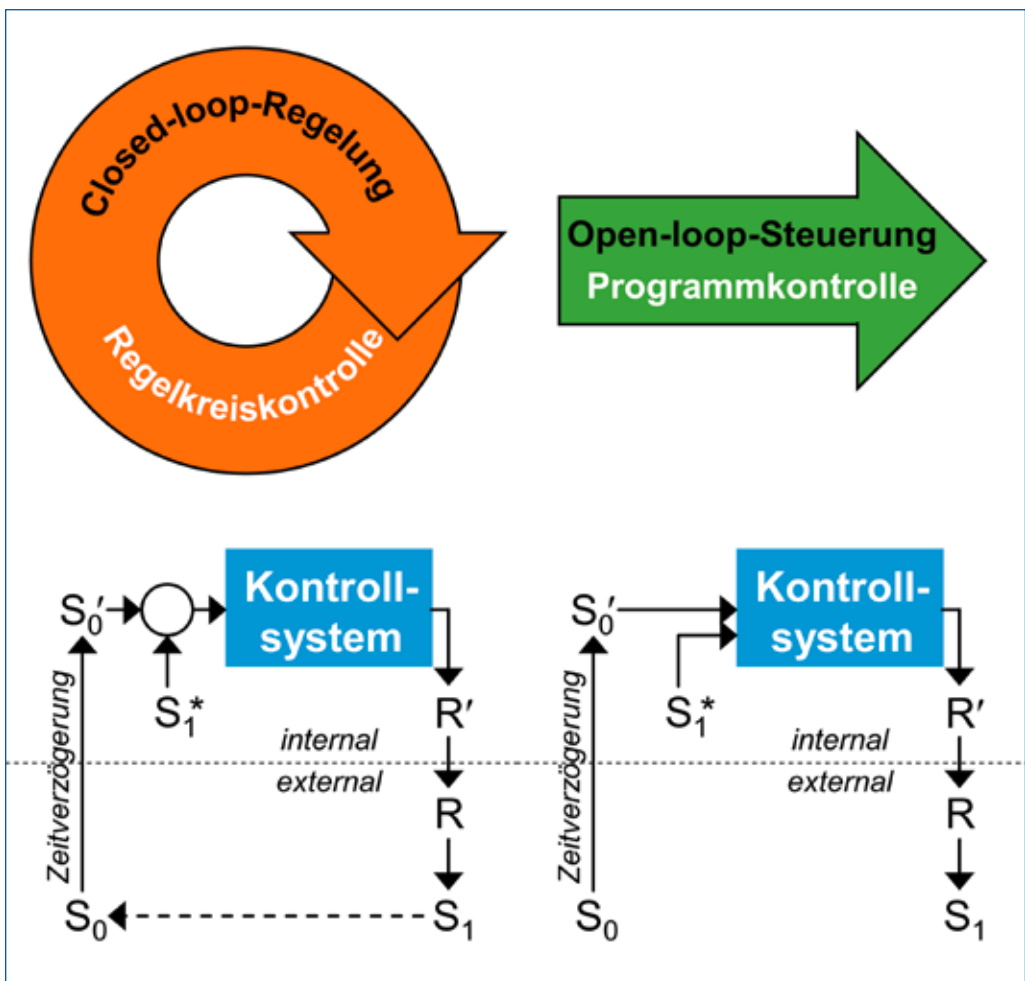 Closed-loop-Regelung
Regelkreiskontrolle
Open-loop-Steuerung
Programmkontrolle
S₀′
Kontroll-
system
S₁*
R′
Zeitverzögerung
internal
external
R
S₀
S₁
S₀′
Kontroll-
system
S₁*
R′
Zeitverzögerung
internal
external
R
S₀
S₁